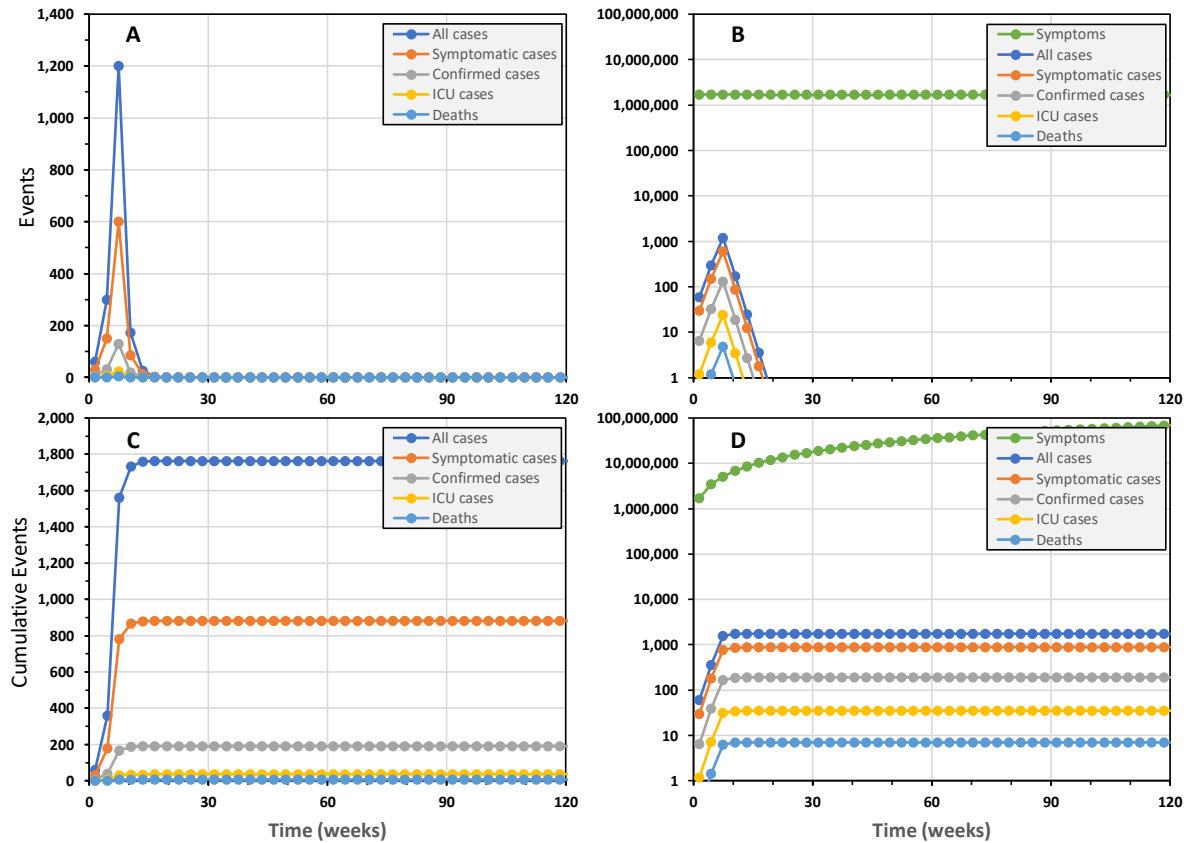 A
Events
1,400
1,200
1,000
800
600
400
200
0
0
30
60
90
120
All cases
Symptomatic cases
Confirmed cases
ICU cases
Deaths
B
100,000,000
10,000,000
1,000,000
100,000
10,000
1,000
100
10
1
0
30
60
90
120
Symptoms
All cases
Symptomatic cases
Confirmed cases
ICU cases
Deaths
C
Cumulative Events
2,000
1,800
1,600
1,400
1,200
1,000
800
600
400
200
0
0
30
60
90
120
Time (weeks)
All cases
Symptomatic cases
Confirmed cases
ICU cases
Deaths
D
100,000,000
10,000,000
1,000,000
100,000
10,000
1,000
100
10
1
0
30
60
90
120
Time (weeks)
Symptoms
All cases
Symptomatic cases
Confirmed cases
ICU cases
Deaths